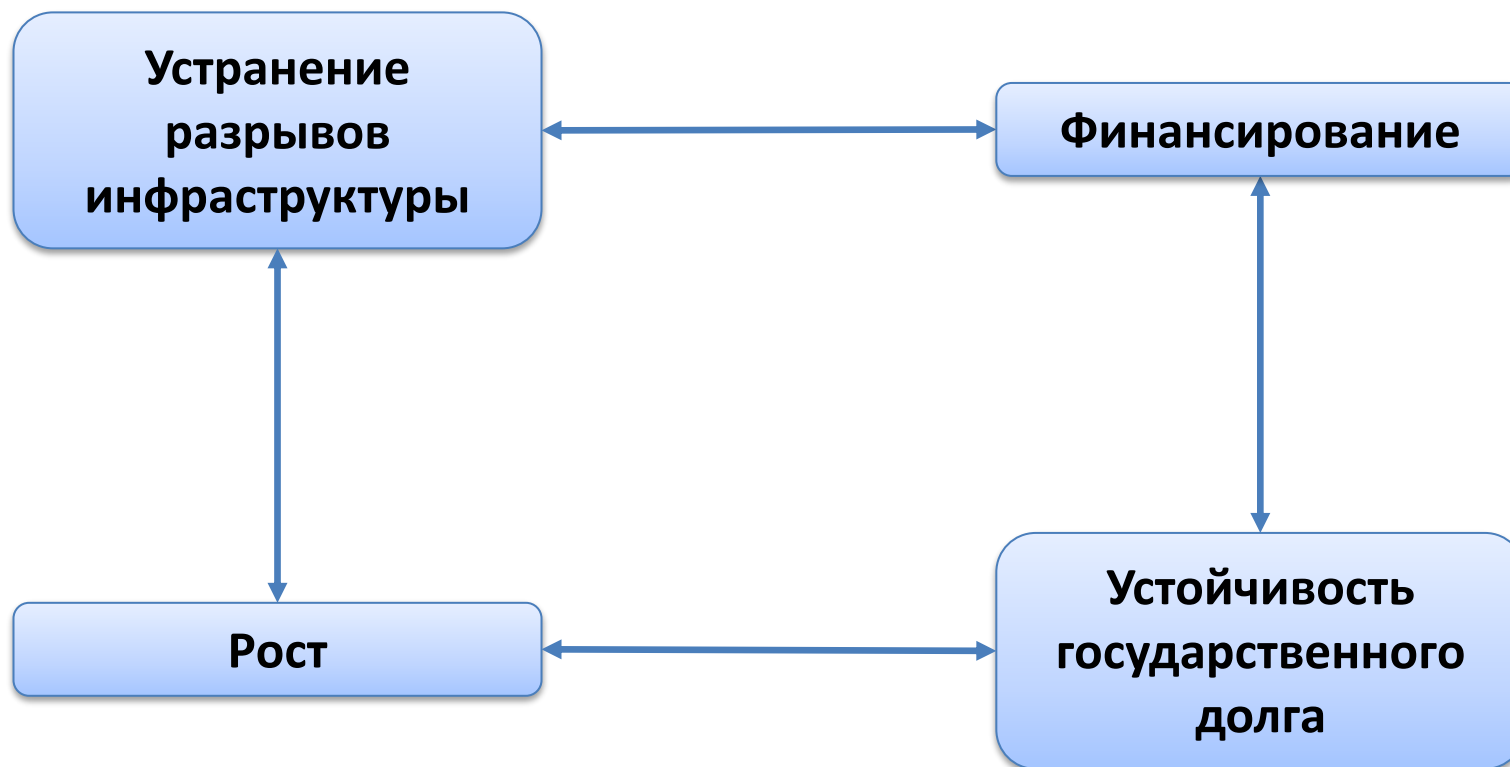 Устранение
разрывов
инфраструктуры
Финансирование
Рост
Устойчивость
государственного
долга